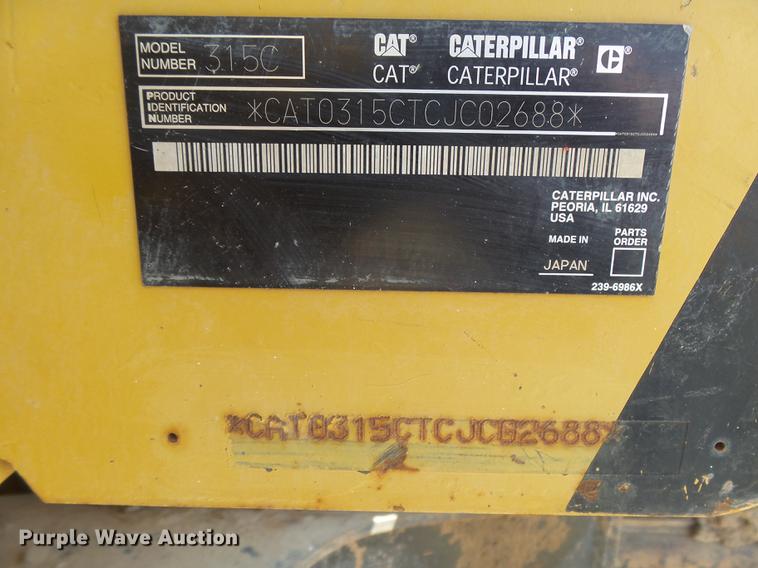 MODEL NUMBER 315C
CAT® CATERPILLAR® C®
CAT® CATERPILLAR®
PRODUCT IDENTIFICATION NUMBER *CAT0315CTCJC02688*
CATERPILLAR INC.
PEORIA, IL 61629
USA
MADE IN JAPAN
PARTS ORDER
239-6986X
*CAT0315CTCJC02688*
Purple Wave Auction